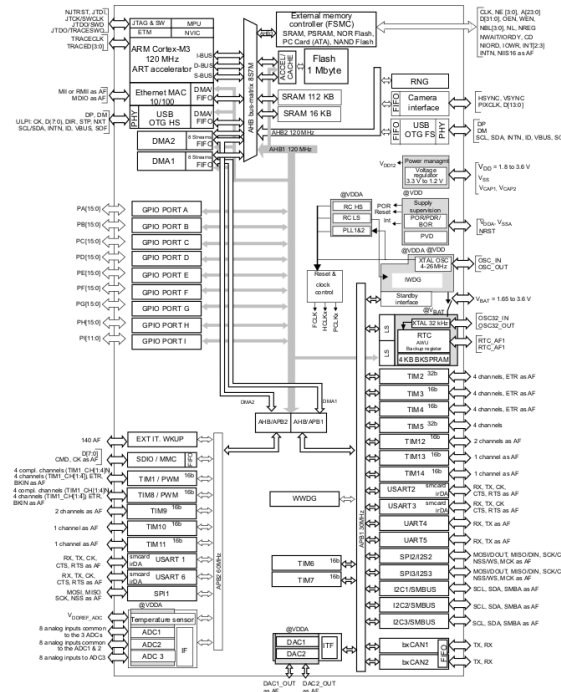 NJTRST, JTDI,
JTCK/SWCLK
JTDO/SWD
JTDO/TRACESWO
TRACECLK
TRACED[3:0]
JTAG & SW
MPU
ETM
NVIC
ARM Cortex-M3
120 MHz
ART accelerator
I-BUS
D-BUS
S-BUS
MII or RMII as AF
MDIO as AF
Ethernet MAC
10/100
DMA/
FIFO
DP, DM
ULPI: CK, D(7:0), DIR, STP, NXT
SCL/SDA, INTN, ID, VBUS, SOF
PHY
USB
OTG HS
DMA/
FIFO
DMA2
8 Streams
FIFO
DMA1
8 Streams
FIFO
AHB bus-matrix 8S7M
External memory
controller (FSMC)
SRAM, PSRAM, NOR Flash,
PC Card (ATA), NAND Flash
CLK, NE [3:0], A[23:0]
D[31:0], OEN, WEN,
NBL[3:0], NL, NREG
NWAIT/IORDY, CD
NIORD, IOWR, INT[2:3]
INTN, NIIS16 as AF
ACCEL/
CACHE
Flash
1 Mbyte
SRAM 112 KB
SRAM 16 KB
AHB2 120 MHz
AHB1 120 MHz
RNG
FIFO
Camera
interface
HSYNC, VSYNC
PIXCLK, D[13:0]
FIFO
USB
OTG FS
PHY
DP
DM
SCL, SDA, INTN, ID, VBUS, SOF
VDD12
Power managmt
Voltage
regulator
3.3 V to 1.2 V
VDD = 1.8 to 3.6 V
VSS
VCAP1, VCAP2
@VDDA
@VDD
RC HS
RC LS
PLL1&2
POR
Reset
Int
Supply
supervision
POR/PDR/
BOR
PVD
VDDA, VSSA
NRST
@VDDA
@VDD
XTAL OSC
4-26 MHz
OSC_IN
OSC_OUT
IWDG
Reset &
clock
control
FCLK
HCLKx
PCLKx
Standby
interface
VBAT = 1.65 to 3.6 V
@VBAT
LS
XTAL 32 kHz
OSC32_IN
OSC32_OUT
RTC
AWU
Backup register
RTC_AF1
RTC_AF1
LS
4 KB BKSPRAM
PA[15:0]
GPIO PORT A
PB[15:0]
GPIO PORT B
PC[15:0]
GPIO PORT C
PD[15:0]
GPIO PORT D
PE[15:0]
GPIO PORT E
PF[15:0]
GPIO PORT F
PG[15:0]
GPIO PORT G
PH[15:0]
GPIO PORT H
PI[11:0]
GPIO PORT I
DMA2
DMA1
AHB/APB2
AHB/APB1
TIM2 32b
4 channels, ETR as AF
TIM3 16b
4 channels, ETR as AF
TIM4 16b
4 channels, ETR as AF
TIM5 32b
4 channels
TIM12 16b
2 channels as AF
TIM13 16b
1 channel as AF
TIM14 16b
1 channel as AF
USART2 smcard
irDA
RX, TX, CK,
CTS, RTS as AF
USART3 smcard
irDA
RX, TX, CK
CTS, RTS as AF
UART4
RX, TX as AF
UART5
RX, TX as AF
SPI2/I2S2
MOSI/DOUT, MISO/DIN, SCK/CK
NSS/WS, MCK as AF
SPI3/I2S3
MOSI/DOUT, MISO/DIN, SCK/CK
NSS/WS, MCK as AF
I2C1/SMBUS
SCL, SDA, SMBA as AF
I2C2/SMBUS
SCL, SDA, SMBA as AF
I2C3/SMBUS
SCL, SDA, SMBA as AF
bxCAN1
TX, RX
bxCAN2
TX, RX
FIFO
APB1 30MHz
WWDG
TIM6 16b
TIM7 16b
@VDDA
DAC1
DAC2
ITF
DAC1_OUT
as AF
DAC2_OUT
as AF
140 AF
EXT IT. WKUP
D[7:0]
CMD, CK as AF
SDIO / MMC
FIFO
4 compl. channels (TIM1_CH[1:4]N)
4 channels (TIM1_CH[1:4]), ETR,
BKIN as AF
TIM1 / PWM 16b
4 compl. channels (TIM1_CH[1:4]N)
4 channels (TIM1_CH[1:4]), ETR,
BKIN as AF
TIM8 / PWM 16b
2 channels as AF
TIM9 16b
1 channel as AF
TIM10 16b
1 channel as AF
TIM11 16b
RX, TX, CK,
CTS, RTS as AF
smcard
irDA
USART 1
RX, TX, CK,
CTS, RTS as AF
smcard
irDA
USART 6
MOSI, MISO
SCK, NSS as AF
SPI1
APB2 60MHz
@VDDA
VDDREF_ADC
Temperature sensor
8 analog inputs common
to the 3 ADCs
ADC1
8 analog inputs common
to the ADC1 & 2
ADC2
8 analog inputs to ADC3
ADC 3
IF